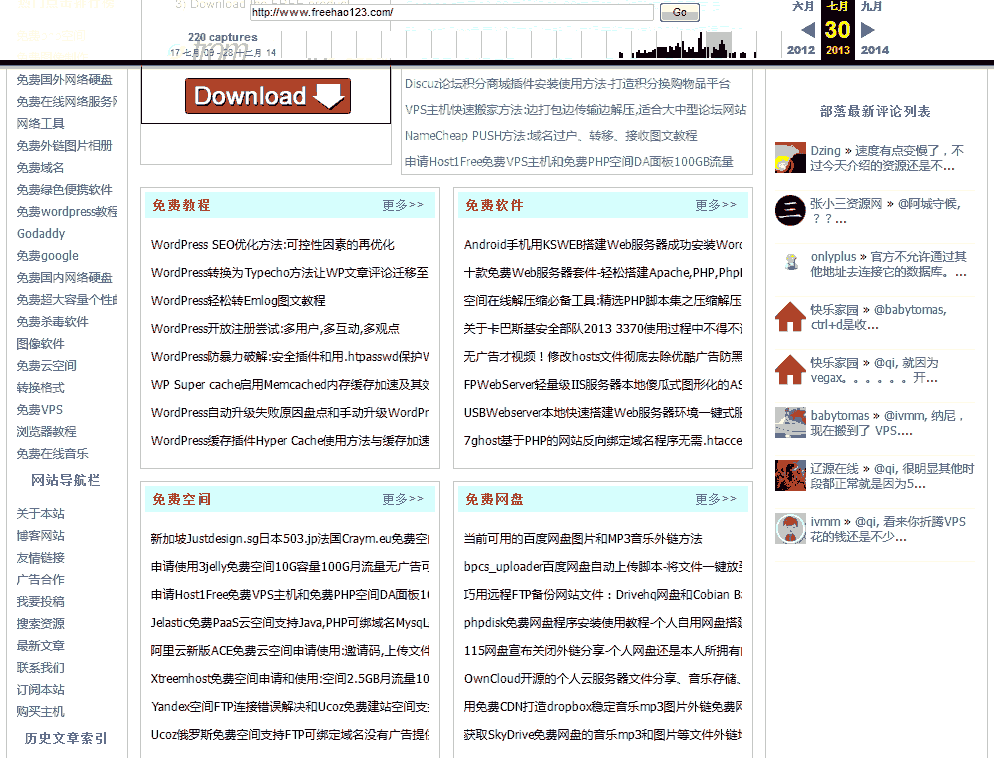 3: Download the FREE
http://www.freehao123.com/
Go
六月 七月 九月
30
2012 2013 2014
220 captures
17 七月 09 - 28 十二月 14
from
免费国外网络硬盘
免费在线网络服务
网络工具
免费外链图片相册
免费域名
免费绿色便携软件
免费wordpress教程
Godaddy
免费google
免费国内网络硬盘
免费超大容量个性
免费杀毒软件
图像软件
免费云空间
转换格式
免费VPS
浏览器教程
免费在线音乐
网站导航栏
关于本站
博客网站
友情链接
广告合作
我要投稿
搜索资源
最新文章
联系我们
订阅本站
购买主机
历史文章索引
Download
Discuz论坛积分商城插件安装使用方法-打造积分换购物品平台
VPS主机快速搬家方法:边打包边传输边解压,适合大中型论坛网站
NameCheap PUSH方法:域名过户、转移、接收图文教程
申请Host1Free免费VPS主机和免费PHP空间DA面板100GB流量
免费教程 更多>>
WordPress SEO优化方法:可控性因素的再优化
WordPress转换为Typecho方法让WP文章评论迁移至
WordPress轻松转Emlog图文教程
WordPress开放注册尝试:多用户,多互动,多观点
WordPress防暴力破解:安全插件和用.htpasswd保护W
WP Super cache启用Memcached内存缓存加速及其效
WordPress自动升级失败原因盘点和手动升级WordPr
WordPress缓存插件Hyper Cache使用方法与缓存加速
免费软件 更多>>
Android手机用KSWEB搭建Web服务器成功安装Word
十款免费Web服务器套件-轻松搭建Apache,PHP,PhpM
空间在线解压缩必备工具:精选PHP脚本集之压缩解压
关于卡巴斯基安全部队2013 3370使用过程中不得不
无广告才视频！修改hosts文件彻底去除优酷广告防黑
FPWebServer轻量级IIS服务器本地傻瓜式图形化的AS
USBWebserver本地快速搭建Web服务器环境一键式服
7ghost基于PHP的网站反向绑定域名程序无需.htacce
免费空间 更多>>
新加坡Justdesign.sg日本503.jp法国Craym.eu免费空
申请使用3jelly免费空间10G容量100G月流量无广告可
申请Host1Free免费VPS主机和免费PHP空间DA面板10
Jelastic免费PaaS云空间支持Java,PHP可绑域名MysqL
阿里云新版ACE免费云空间申请使用:邀请码,上传文件
Xtreemhost免费空间申请和使用:空间2.5GB月流量10
Yandex空间FTP连接错误解决和Ucoz免费建站空间支
Ucoz俄罗斯免费空间支持FTP可绑定域名没有广告提供
免费网盘 更多>>
当前可用的百度网盘图片和MP3音乐外链方法
bpcs_uploader百度网盘自动上传脚本-将文件一键放至
巧用远程FTP备份网站文件：Drivehq网盘和Cobian B
phpdisk免费网盘程序安装使用教程-个人自用网盘搭建
115网盘宣布关闭外链分享-个人网盘还是本人所拥有
OwnCloud开源的个人云服务器文件分享、音乐存储、
用免费CDN打造dropbox稳定音乐mp3图片外链免费网
获取SkyDrive免费网盘的音乐mp3和图片等文件外链地
部落最新评论列表
Dzing » 速度有点变慢了，不
过今天介绍的资源还是不...
张小三资源网 » @阿城守候,
？？...
onlyplus » 官方不允许通过其
他地址去连接它的数据库。...
快乐家园 » @babytomas,
ctrl+d是收...
快乐家园 » @qi, 就因为
vegax。。。。。。开...
babytomas » @ivmm, 纳尼，
现在搬到了 VPS....
辽源在线 » @qi, 很明显其他时
段都正常就是因为5...
ivmm » @qi, 看来你折腾VPS
花的钱还是不少...